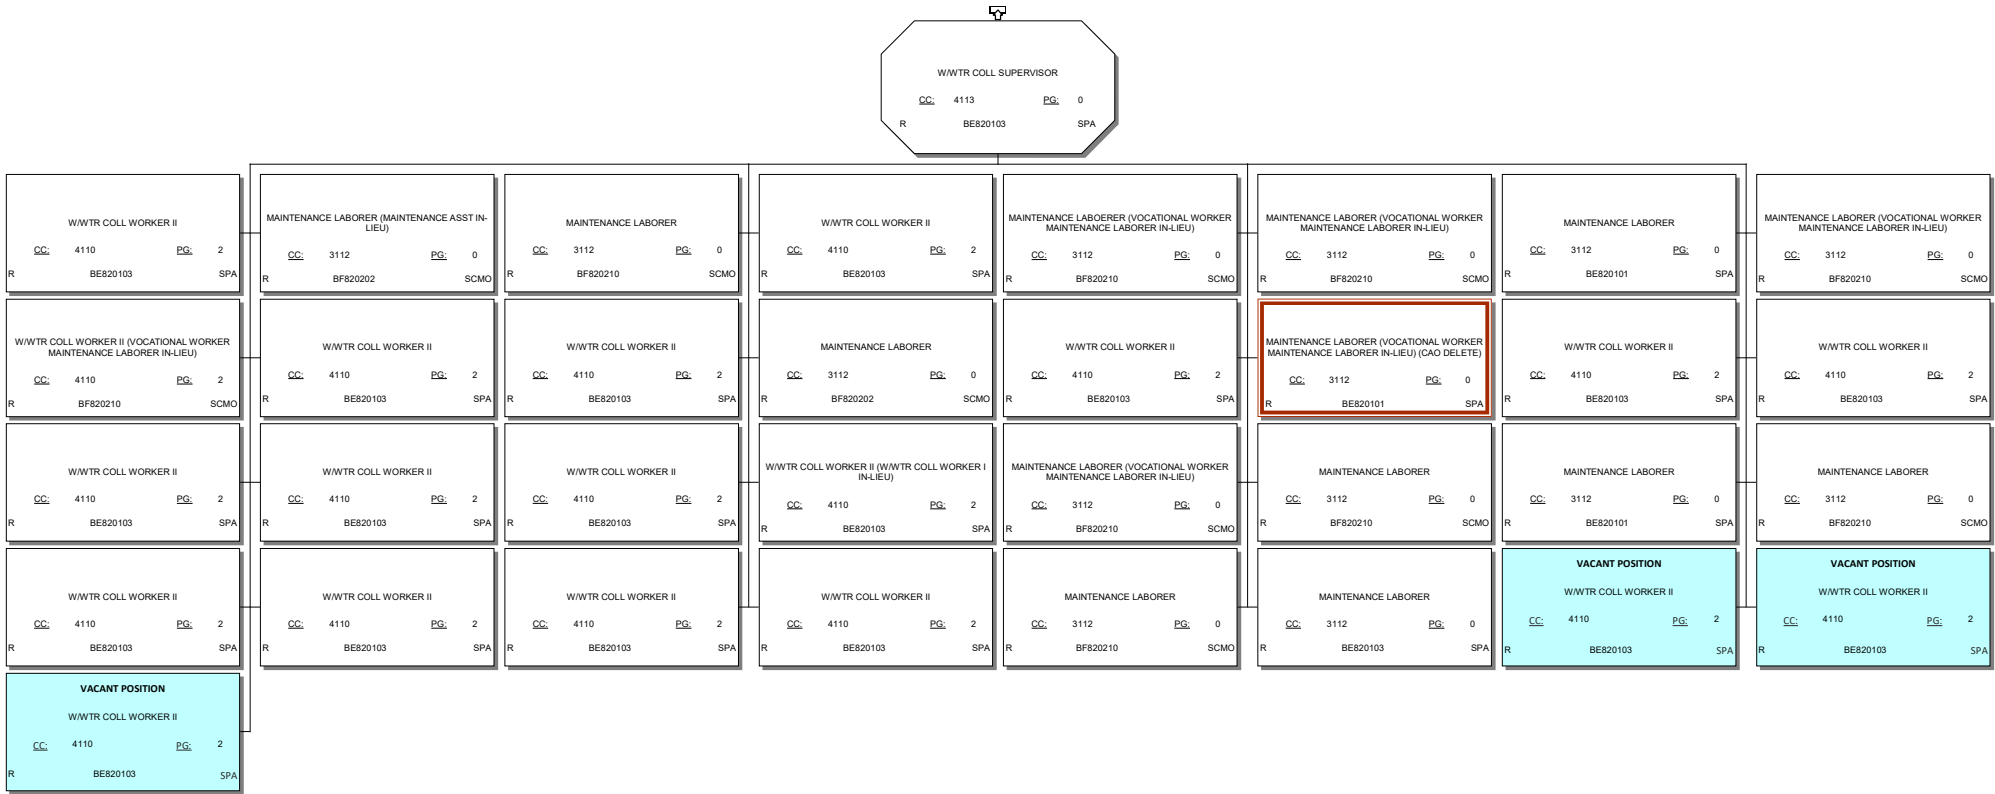 W/WTR COLL SUPERVISOR
CC: 4113 PG: 0
R BE820103 SPA
W/WTR COLL WORKER II
CC: 4110 PG: 2
R BE820103 SPA
MAINTENANCE LABORER (MAINTENANCE ASST IN-
LIEU)
CC: 3112 PG: 0
R BF820202 SCMO
MAINTENANCE LABORER
CC: 3112 PG: 0
R BF820210 SCMO
W/WTR COLL WORKER II
CC: 4110 PG: 2
R BE820103 SPA
MAINTENANCE LABOERER (VOCATIONAL WORKER
MAINTENANCE LABORER IN-LIEU)
CC: 3112 PG: 0
R BF820210 SCMO
MAINTENANCE LABORER (VOCATIONAL WORKER
MAINTENANCE LABORER IN-LIEU)
CC: 3112 PG: 0
R BF820210 SCMO
MAINTENANCE LABORER
CC: 3112 PG: 0
R BE820101 SPA
MAINTENANCE LABORER (VOCATIONAL WORKER
MAINTENANCE LABORER IN-LIEU)
CC: 3112 PG: 0
R BF820210 SCMO
W/WTR COLL WORKER II (VOCATIONAL WORKER
MAINTENANCE LABORER IN-LIEU)
CC: 4110 PG: 2
R BF820210 SCMO
W/WTR COLL WORKER II
CC: 4110 PG: 2
R BE820103 SPA
W/WTR COLL WORKER II
CC: 4110 PG: 2
R BE820103 SPA
MAINTENANCE LABORER
CC: 3112 PG: 0
R BF820202 SCMO
W/WTR COLL WORKER II
CC: 4110 PG: 2
R BE820103 SPA
MAINTENANCE LABORER (VOCATIONAL WORKER
MAINTENANCE LABORER IN-LIEU) (CAO DELETE)
CC: 3112 PG: 0
R BE820101 SPA
W/WTR COLL WORKER II
CC: 4110 PG: 2
R BE820103 SPA
W/WTR COLL WORKER II
CC: 4110 PG: 2
R BE820103 SPA
W/WTR COLL WORKER II
CC: 4110 PG: 2
R BE820103 SPA
W/WTR COLL WORKER II
CC: 4110 PG: 2
R BE820103 SPA
W/WTR COLL WORKER II
CC: 4110 PG: 2
R BE820103 SPA
W/WTR COLL WORKER II (W/WTR COLL WORKER I
IN-LIEU)
CC: 4110 PG: 2
R BE820103 SPA
MAINTENANCE LABORER (VOCATIONAL WORKER
MAINTENANCE LABORER IN-LIEU)
CC: 3112 PG: 0
R BF820210 SCMO
MAINTENANCE LABORER
CC: 3112 PG: 0
R BF820210 SCMO
MAINTENANCE LABORER
CC: 3112 PG: 0
R BE820101 SPA
MAINTENANCE LABORER
CC: 3112 PG: 0
R BF820210 SCMO
W/WTR COLL WORKER II
CC: 4110 PG: 2
R BE820103 SPA
W/WTR COLL WORKER II
CC: 4110 PG: 2
R BE820103 SPA
W/WTR COLL WORKER II
CC: 4110 PG: 2
R BE820103 SPA
W/WTR COLL WORKER II
CC: 4110 PG: 2
R BE820103 SPA
MAINTENANCE LABORER
CC: 3112 PG: 0
R BF820210 SCMO
MAINTENANCE LABORER
CC: 3112 PG: 0
R BE820103 SPA
VACANT POSITION
W/WTR COLL WORKER II
CC: 4110 PG: 2
R BE820103 SPA
VACANT POSITION
W/WTR COLL WORKER II
CC: 4110 PG: 2
R BE820103 SPA
VACANT POSITION
W/WTR COLL WORKER II
CC: 4110 PG: 2
R BE820103 SPA